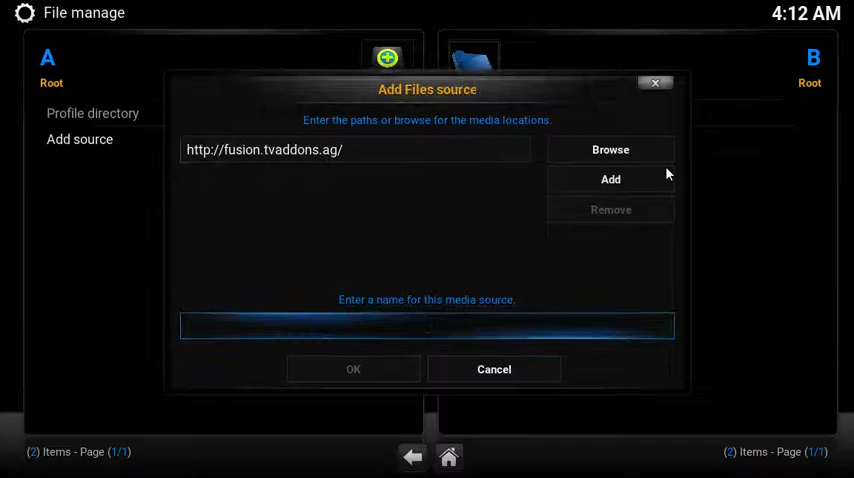 File manage
4:12 AM
A
Root
Profile directory
Add source
B
Root
Add Files source
Enter the paths or browse for the media locations.
http://fusion.tvaddons.ag/
Browse
Add
Remove
Enter a name for this media source.
OK
Cancel
(2) Items - Page (1/1)
(2) Items - Page (1/1)